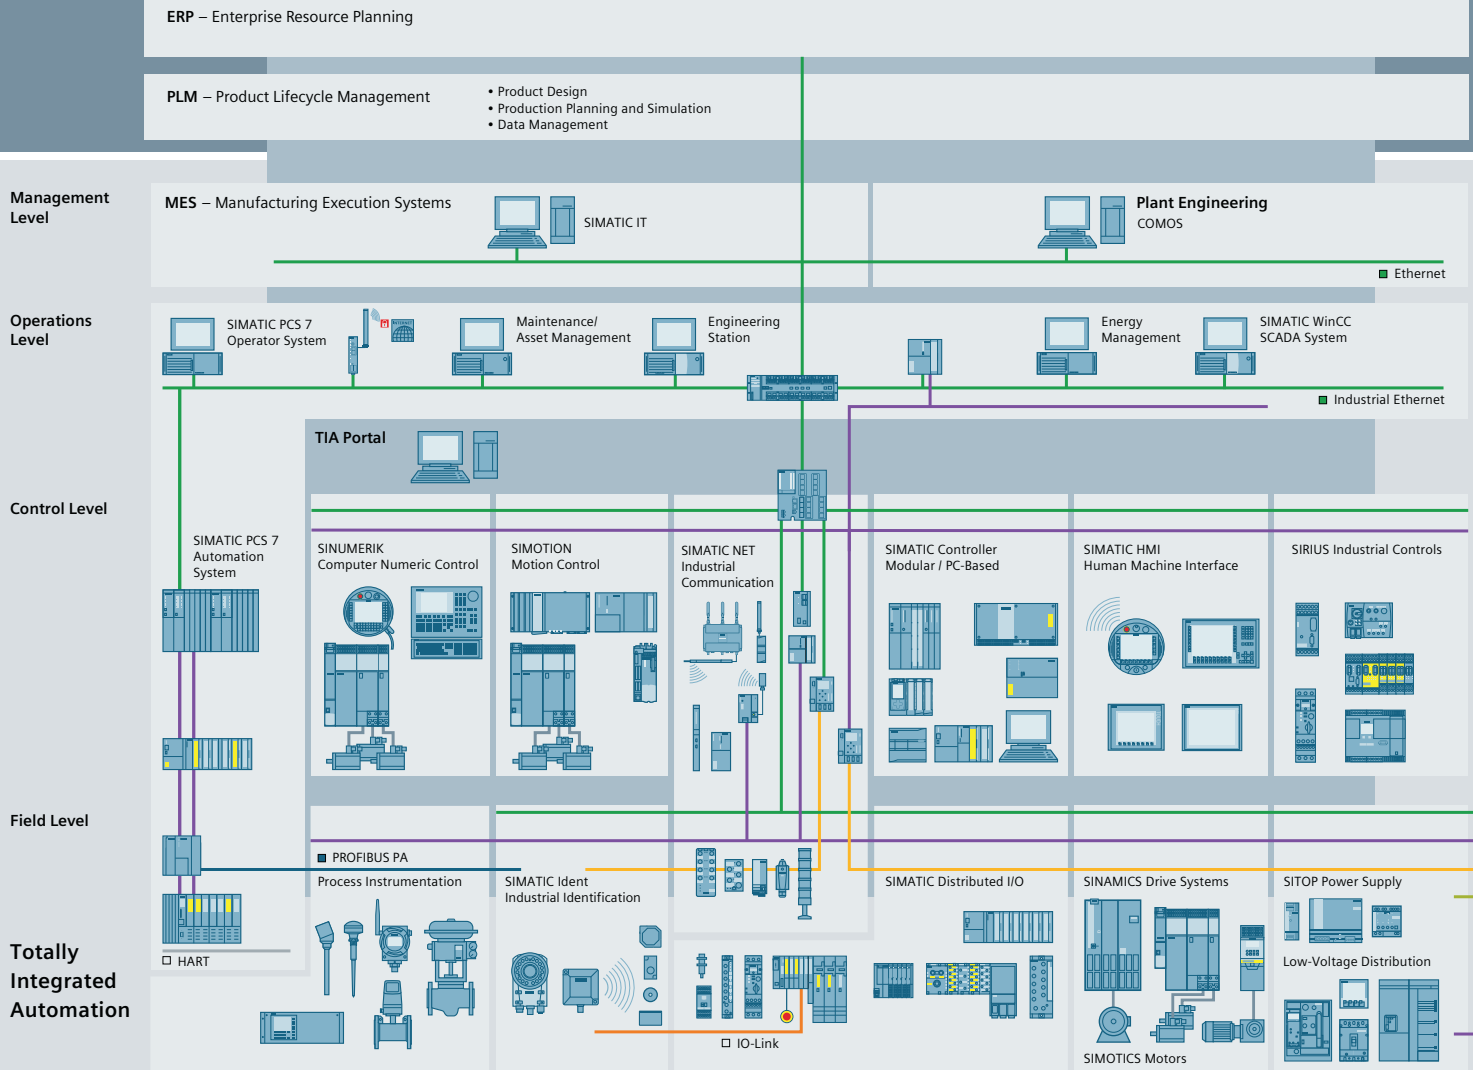 ERP – Enterprise Resource Planning
PLM – Product Lifecycle Management
• Product Design
• Production Planning and Simulation
• Data Management
Management
Level
MES – Manufacturing Execution Systems
SIMATIC IT
Plant Engineering
COMOS
Ethernet
Operations
Level
SIMATIC PCS 7
Operator System
INTERNET
Maintenance/
Asset Management
Engineering
Station
Energy
Management
SIMATIC WinCC
SCADA System
Industrial Ethernet
TIA Portal
Control Level
SIMATIC PCS 7
Automation
System
SINUMERIK
Computer Numeric Control
SIMOTION
Motion Control
SIMATIC NET
Industrial
Communication
SIMATIC Controller
Modular / PC-Based
SIMATIC HMI
Human Machine Interface
SIRIUS Industrial Controls
Field Level
PROFIBUS PA
Process Instrumentation
SIMATIC Ident
Industrial Identification
SIMATIC Distributed I/O
SINAMICS Drive Systems
SITOP Power Supply
Totally
Integrated
Automation
HART
Low-Voltage Distribution
IO-Link
SIMOTICS Motors